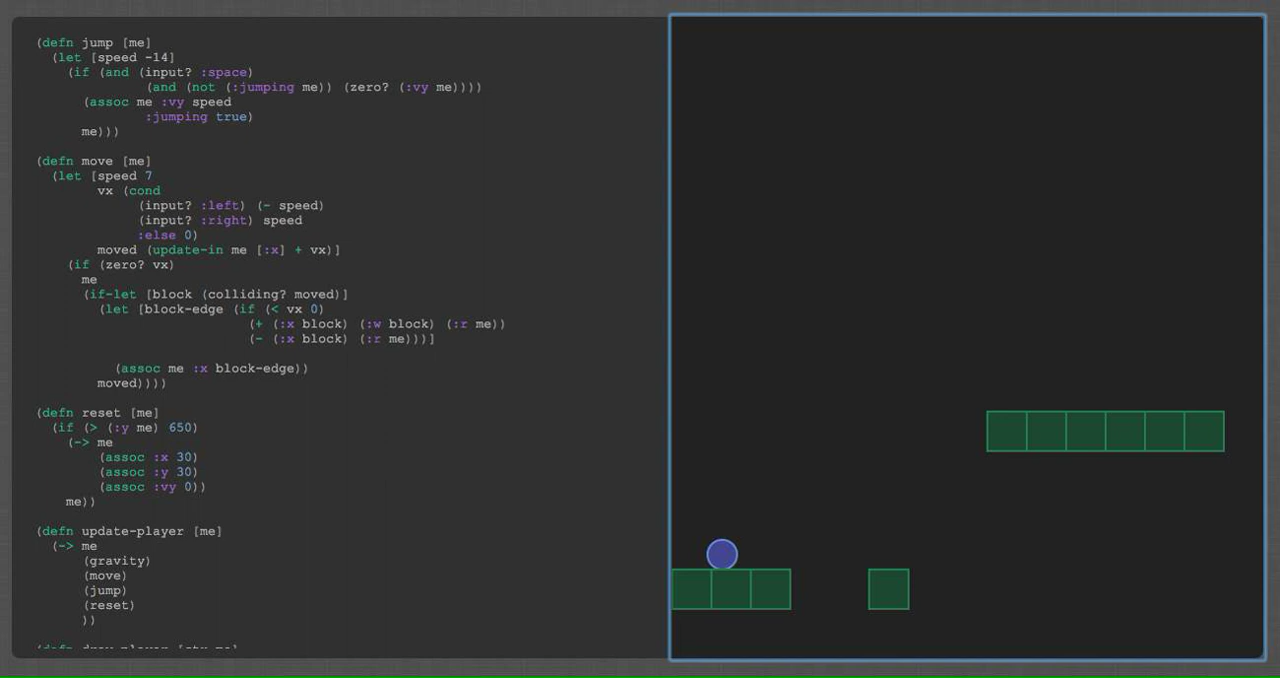 (defn jump [me]
(let [speed -14]
(if (and (input? :space)
(and (not (:jumping me)) (zero? (:vy me))))
(assoc me :vy speed
:jumping true)
me)))
(defn move [me]
(let [speed 7
vx (cond
(input? :left) (- speed)
(input? :right) speed
:else 0)
moved (update-in me [:x] + vx)]
(if (zero? vx)
me
(if-let [block (colliding? moved)]
(let [block-edge (if (< vx 0)
(+ (:x block) (:w block) (:r me))
(- (:x block) (:r me)))]
(assoc me :x block-edge))
moved))))
(defn reset [me]
(if (> (:y me) 650)
(-> me
(assoc :x 30)
(assoc :y 30)
(assoc :vy 0))
me))
(defn update-player [me]
(-> me
(gravity)
(move)
(jump)
(reset)
))